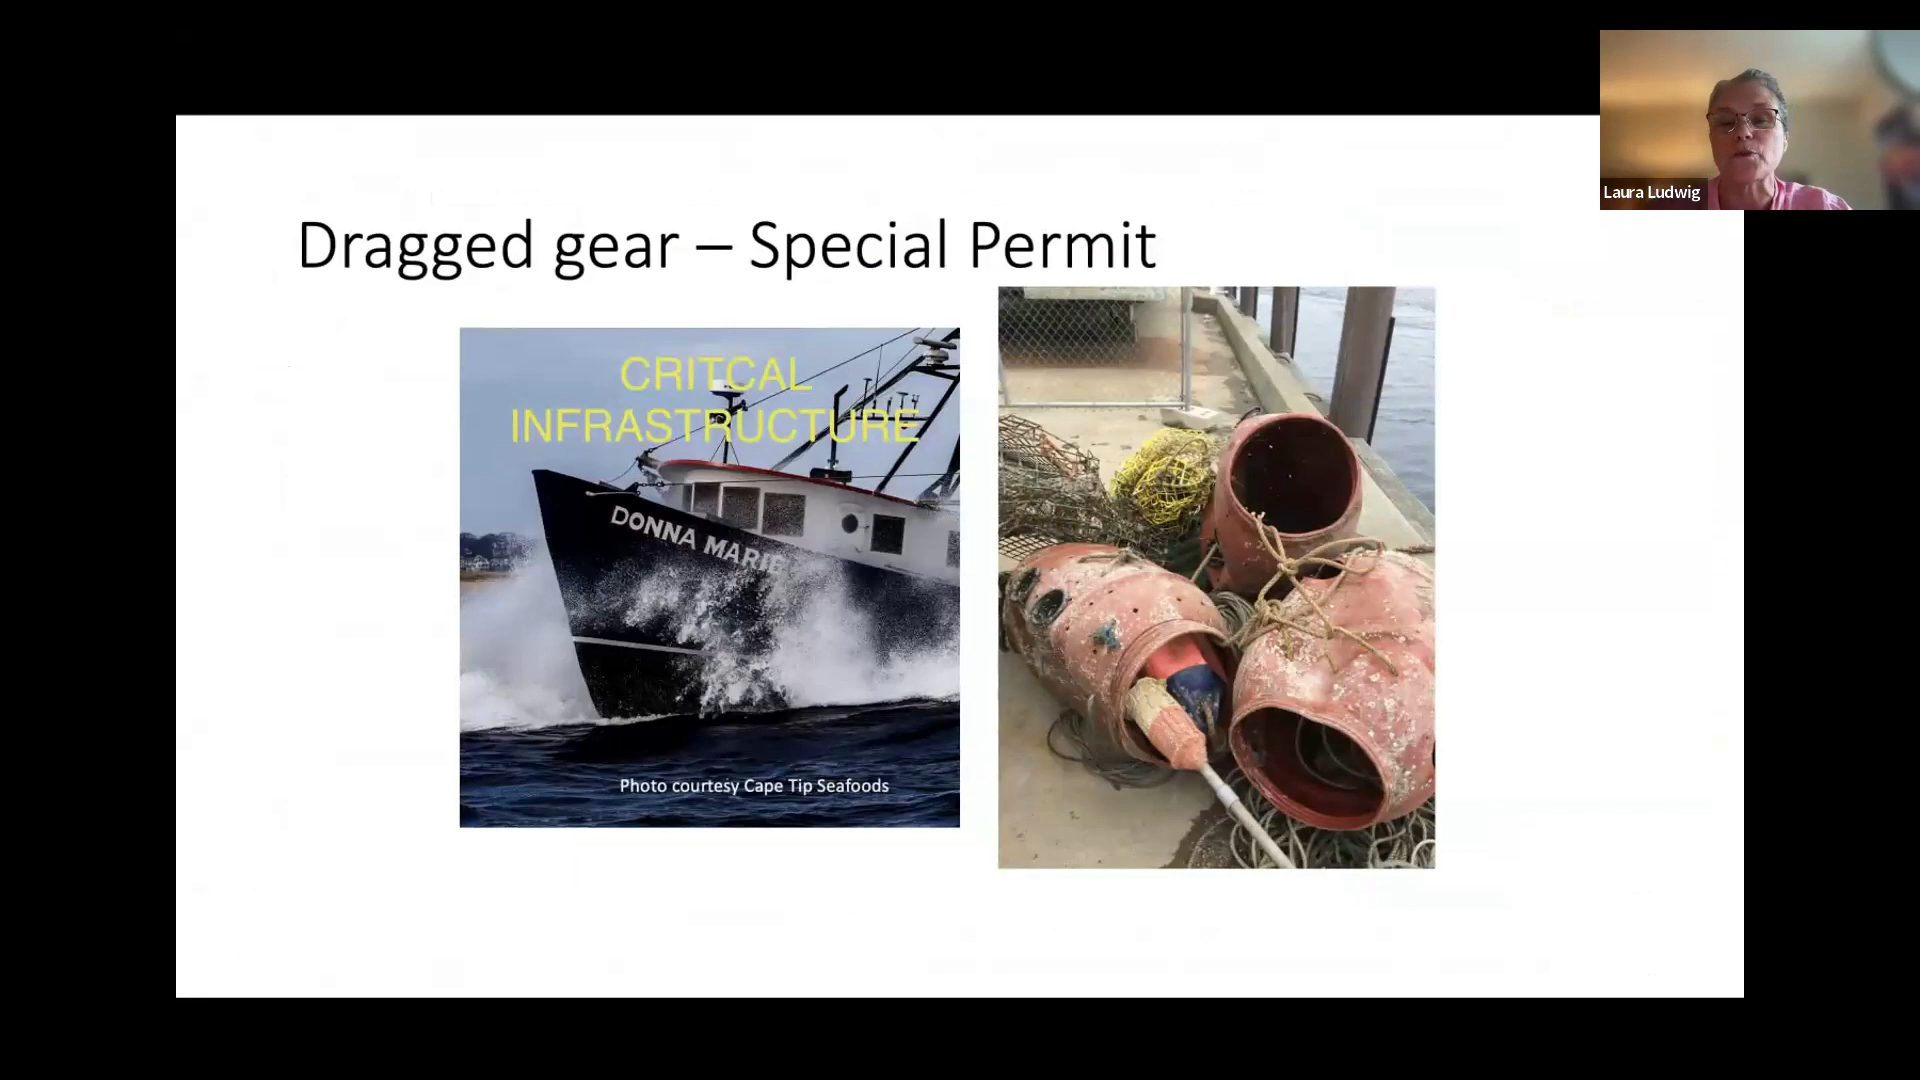 Laura Ludwig
Dragged gear – Special Permit
CRITCAL
INFRASTRUCTURE
DONNA MARIE
Photo courtesy Cape Tip Seafoods